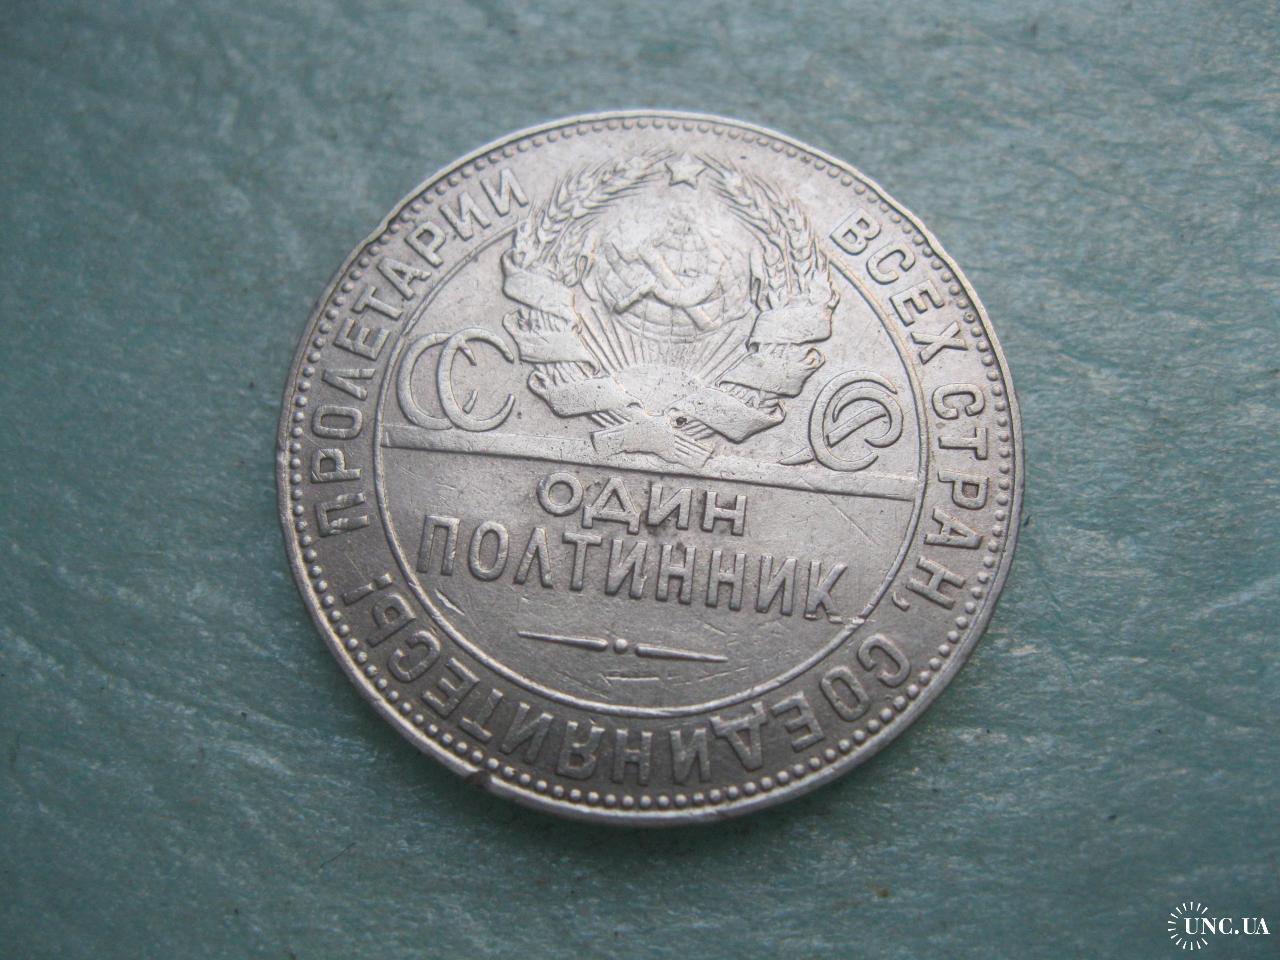 ПРОЛЕТАРИИ ВСЕХ СТРАН, СОЕДИНЯЙТЕСЬ!
СССР
ОДИН
ПОЛТИННИК
UNC.UA